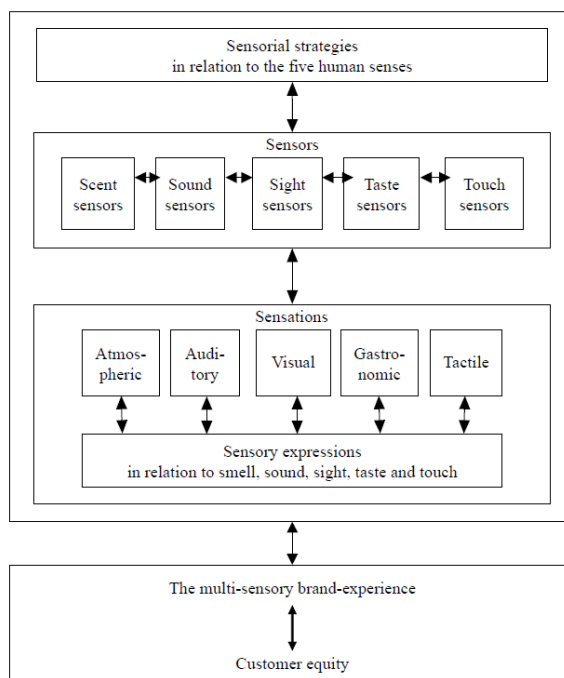 Sensorial strategies
in relation to the five human senses
Sensors
Scent
sensors
Sound
sensors
Sight
sensors
Taste
sensors
Touch
sensors
Sensations
Atmos-
pheric
Audi-
tory
Visual
Gastro-
nomic
Tactile
Sensory expressions
in relation to smell, sound, sight, taste and touch
The multi-sensory brand-experience
Customer equity